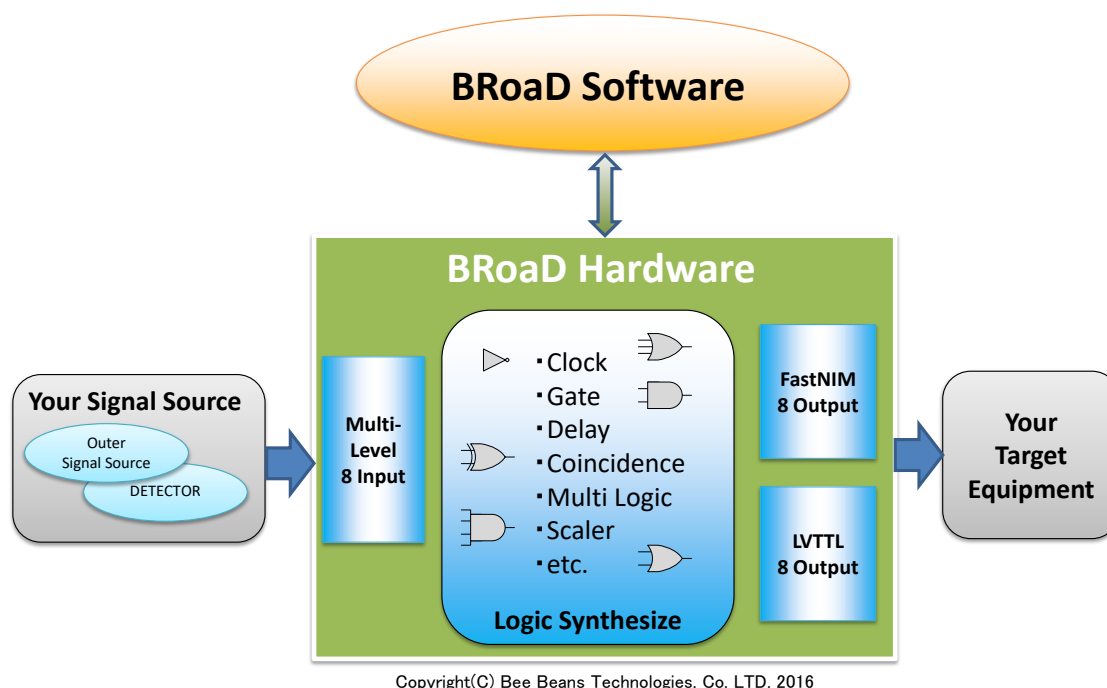 BRoaD Software
BRoaD Hardware
Your Signal Source
Outer
Signal Source
DETECTOR
Multi-
Level
8 Input
・Clock
・Gate
・Delay
・Coincidence
・Multi Logic
・Scaler
・etc.
Logic Synthesize
FastNIM
8 Output
LVTTL
8 Output
Your
Target
Equipment
Copyright(C) Bee Beans Technologies, Co. LTD. 2016